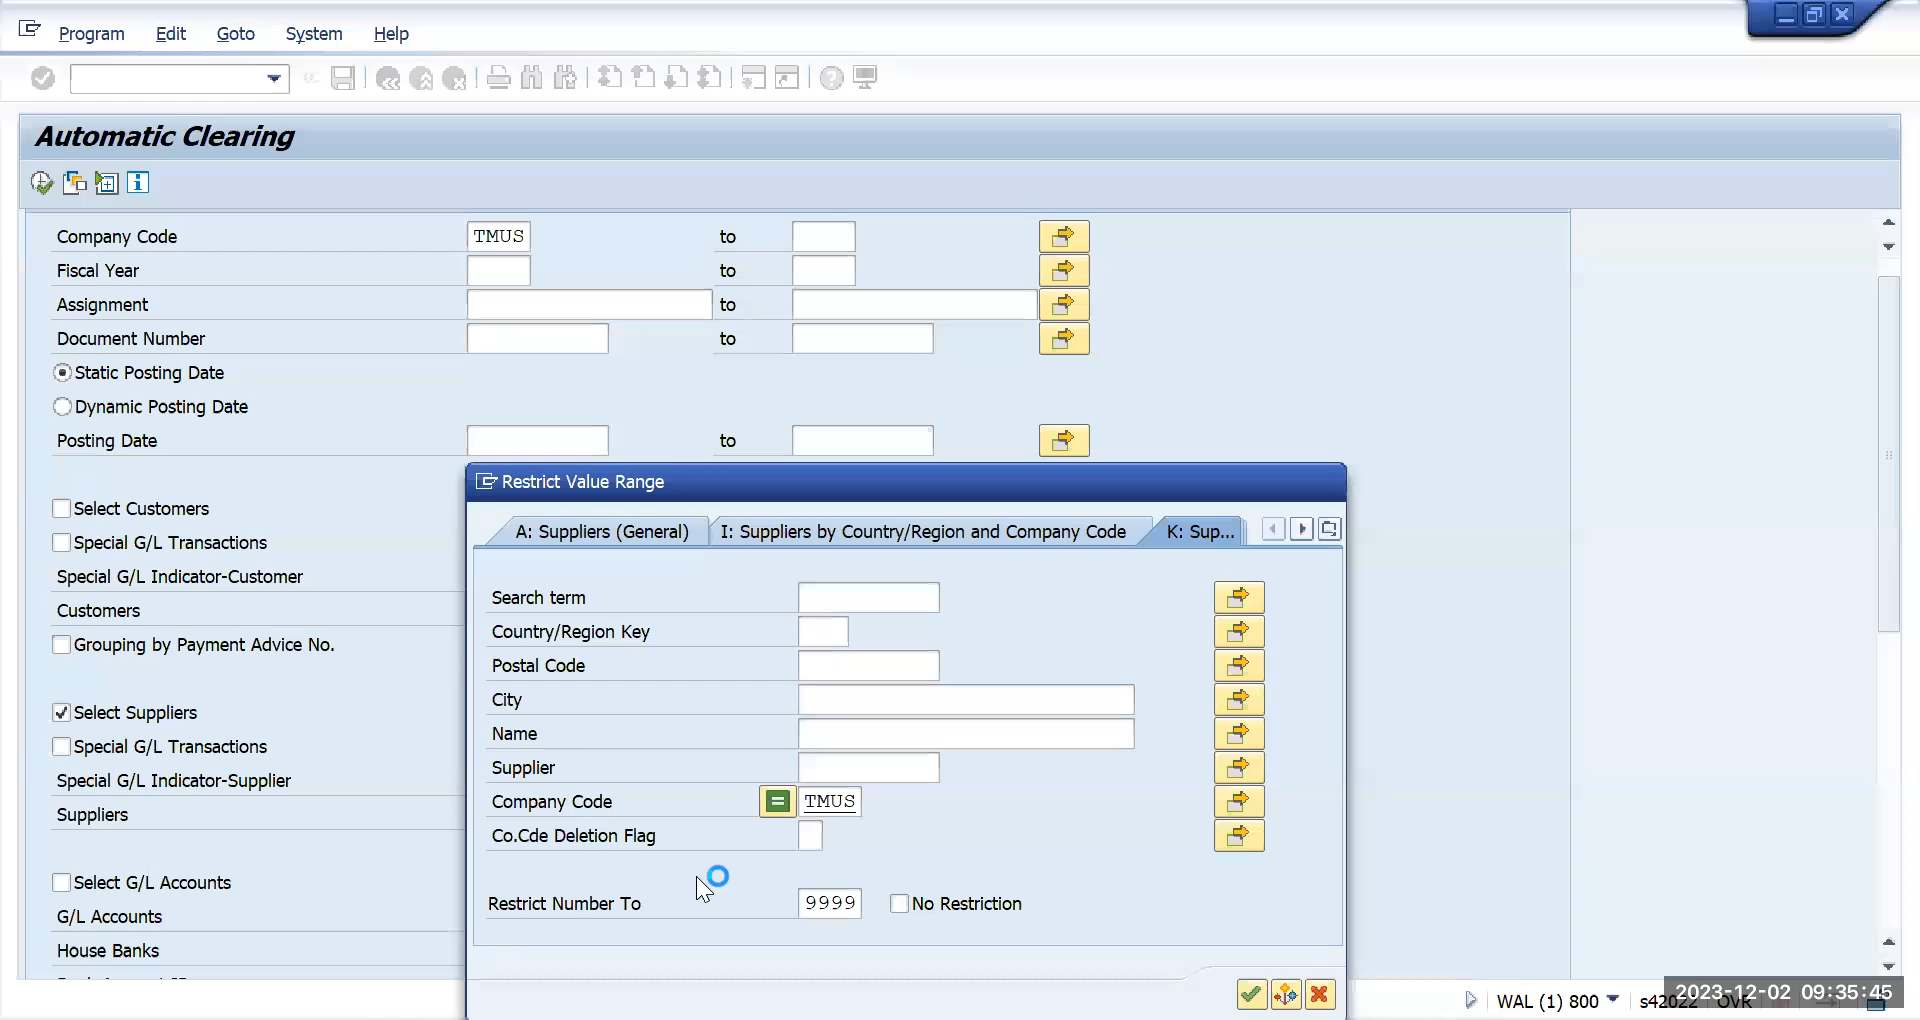 Program Edit Goto System Help
Automatic Clearing
Company Code TMUS to
Fiscal Year to
Assignment to
Document Number to
Static Posting Date
Dynamic Posting Date
Posting Date to
Restrict Value Range
A: Suppliers (General) I: Suppliers by Country/Region and Company Code K: Sup...
Select Customers
Special G/L Transactions
Special G/L Indicator-Customer
Customers
Grouping by Payment Advice No.
Select Suppliers
Special G/L Transactions
Special G/L Indicator-Supplier
Suppliers
Select G/L Accounts
G/L Accounts
House Banks
Search term
Country/Region Key
Postal Code
City
Name
Supplier
Company Code = TMUS
Co.Cde Deletion Flag
Restrict Number To 9999 No Restriction
WAL (1) 800 s42022 OVR
2023-12-02 09:35:45